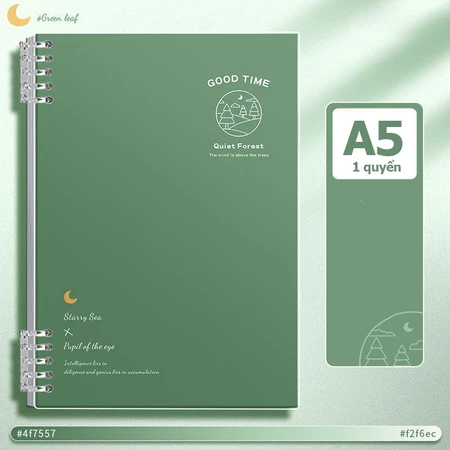 #Green leaf
GOOD TIME
Quiet Forest
The wind is above the trees
A5
1 quyển
Starry Sea
Pupil of the eye
Intelligence lies in
diligence and genius lies in accumulation
#4f7557
#f2f6ec